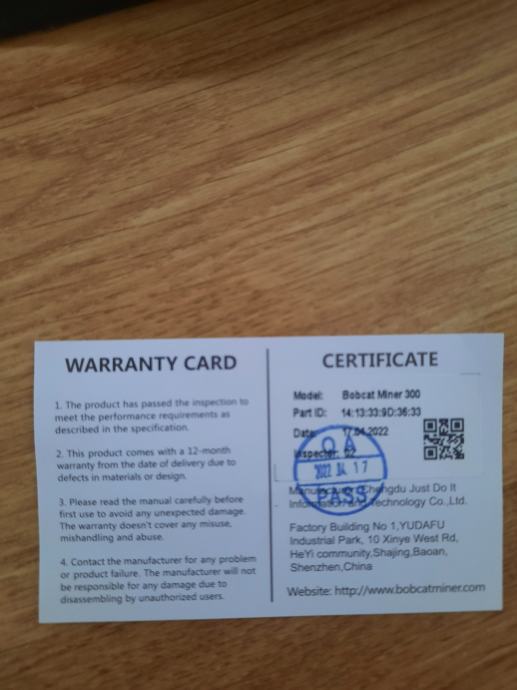 WARRANTY CARD
1. The product has passed the inspection to
meet the performance requirements as
described in the specification.
2. This product comes with a 12-month
warranty from the date of delivery due to
defects in materials or design.
3. Please read the manual carefully before
first use to avoid any unexpected damage.
The warranty doesn't cover any misuse,
mishandling and abuse.
4. Contact the manufacturer for any problem
or product failure. The manufacturer will not
be responsible for any damage due to
disassembling by unauthorized users.
CERTIFICATE
Model: Bobcat Miner 300
Part ID: 14:13:33:9D:36:33
Date: 17.04.2022
Inspector: 02
2022 04 17
PASS
Manufacturer: Chengdu Just Do It
Information Technology Co.,Ltd.
Factory Building No 1,YUDAFU
Industrial Park, 10 Xinye West Rd,
HeYi community,Shajing,Baoan,
Shenzhen,China
Website: http://www.bobcatminer.com